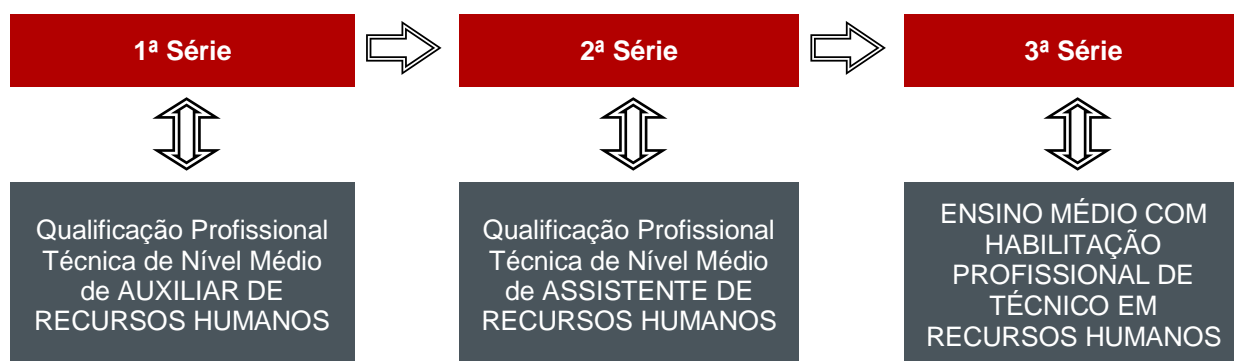 1ª Série
2ª Série
3ª Série
Qualificação Profissional
Técnica de Nível Médio
de AUXILIAR DE
RECURSOS HUMANOS
Qualificação Profissional
Técnica de Nível Médio
de ASSISTENTE DE
RECURSOS HUMANOS
ENSINO MÉDIO COM
HABILITAÇÃO
PROFISSIONAL DE
TÉCNICO EM
RECURSOS HUMANOS